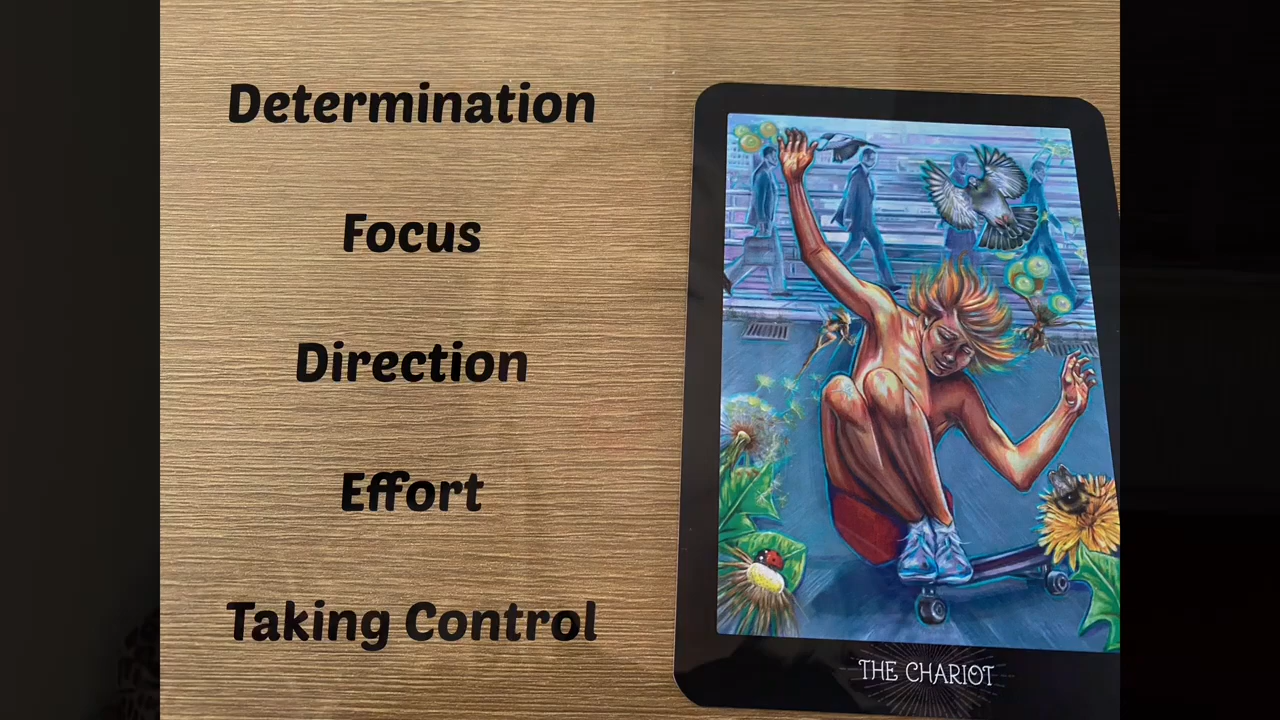 Determination
Focus
Direction
Effort
Taking Control
THE CHARIOT